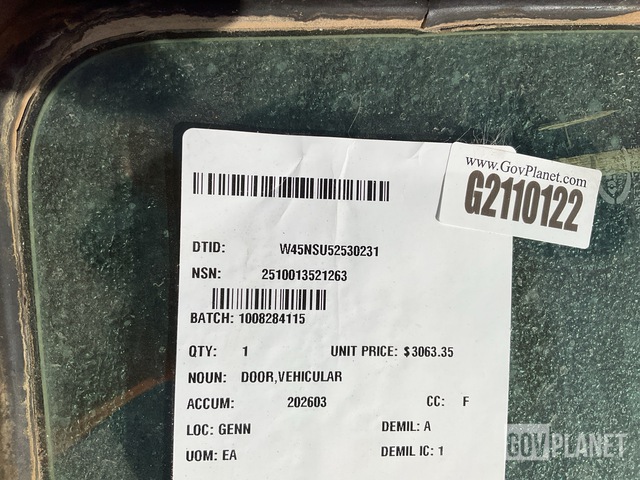 www.GovPlanet.com
G2110122
DTID: W45NSU52530231
NSN: 2510013521263
BATCH: 1008284115
QTY: 1 UNIT PRICE: $3063.35
NOUN: DOOR,VEHICULAR
ACCUM: 202603 CC: F
LOC: GENN DEMIL: A
UOM: EA DEMIL IC: 1
GOVPLANET